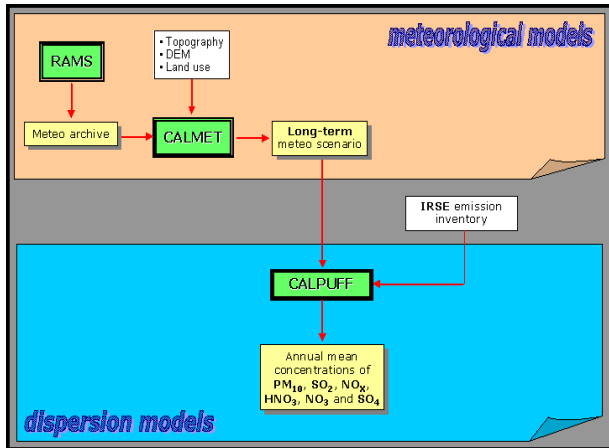 meteorological models
RAMS
• Topography
• DEM
• Land use
Meteo archive
CALMET
Long-term
meteo scenario
IRSE emission
inventory
CALPUFF
Annual mean
concentrations of
PM₁₀, SO₂, NOₓ,
HNO₃, NO₃ and SO₄
dispersion models